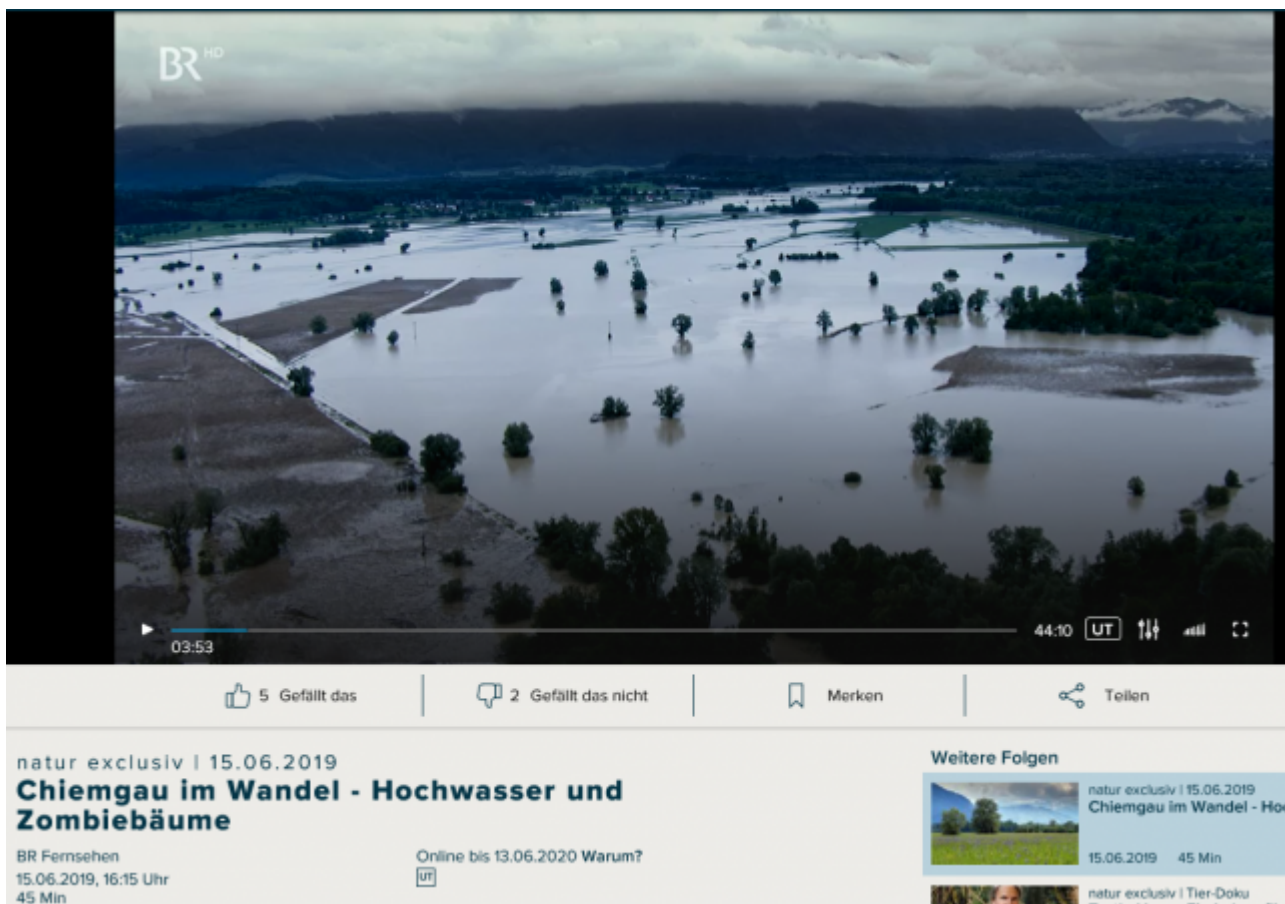 BR HD
03:53
44:10 UT
5 Gefällt das
2 Gefällt das nicht
Merken
Teilen
natur exclusiv | 15.06.2019
Chiemgau im Wandel - Hochwasser und
Zombiebäume
BR Fernsehen
15.06.2019, 16:15 Uhr
45 Min
Online bis 13.06.2020 Warum?
UT
Weitere Folgen
natur exclusiv | 15.06.2019
Chiemgau im Wandel - Ho
15.06.2019 45 Min
natur exclusiv | Tier-Doku